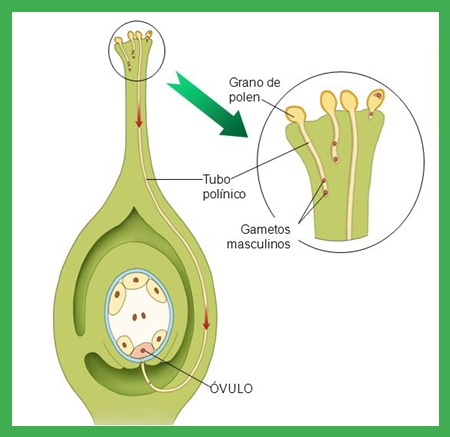 Grano de
polen
Tubo
polínico
Gametos
masculinos
ÓVULO